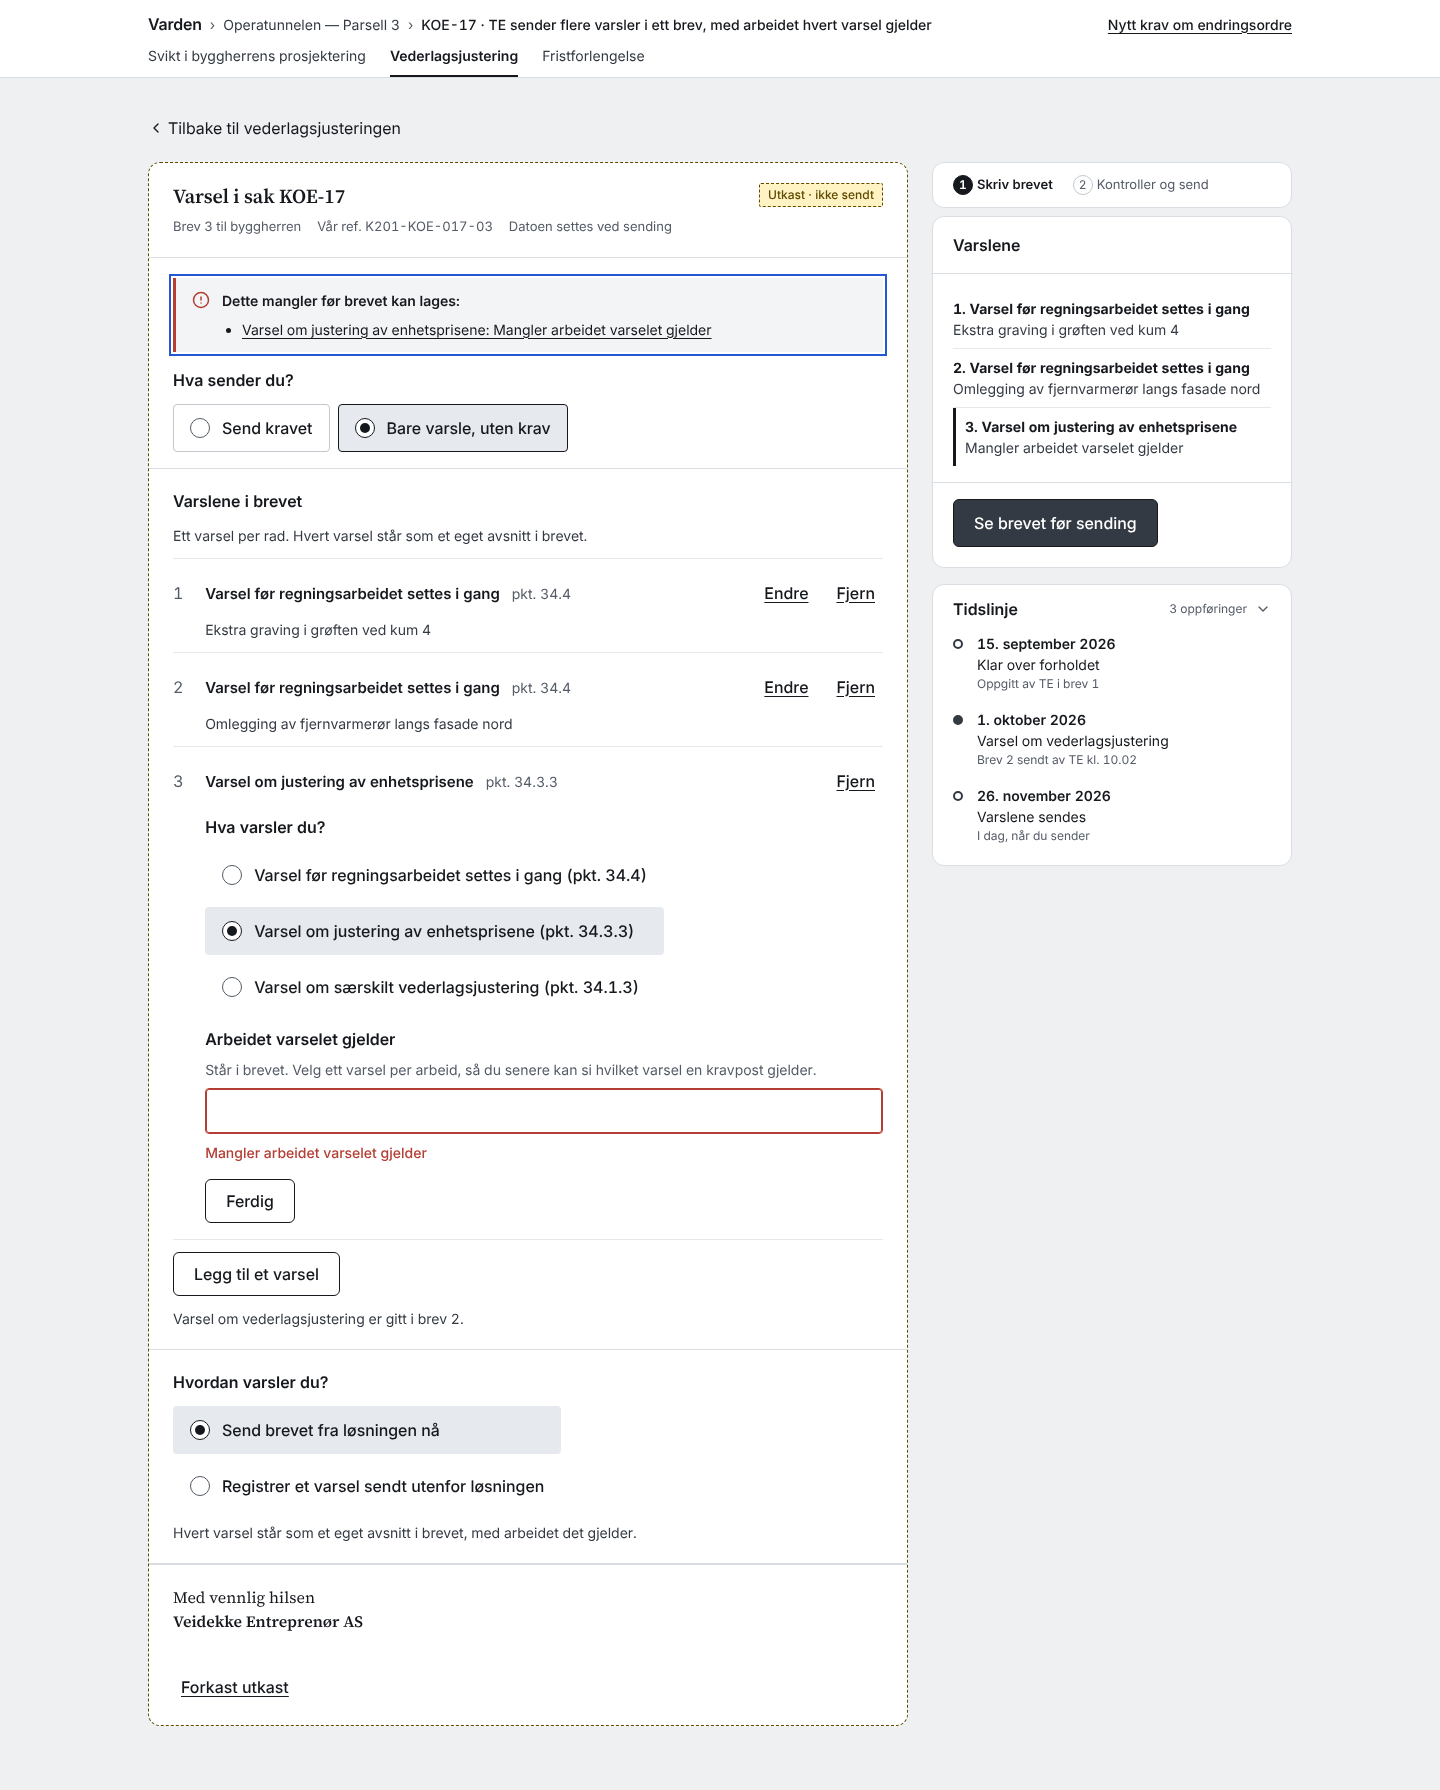 Varden › Operatunnelen — Parsell 3 › KOE-17 · TE sender flere varsler i ett brev, med arbeidet hvert varsel gjelder
Nytt krav om endringsordre
Svikt i byggherrens prosjektering Vederlagsjustering Fristforlengelse
Tilbake til vederlagsjusteringen
Varsel i sak KOE-17
Utkast · ikke sendt
Brev 3 til byggherren Vår ref. K201-KOE-017-03 Datoen settes ved sending
Dette mangler før brevet kan lages:
Varsel om justering av enhetsprisene: Mangler arbeidet varselet gjelder
Hva sender du?
Send kravet
Bare varsle, uten krav
Varslene i brevet
Ett varsel per rad. Hvert varsel står som et eget avsnitt i brevet.
1 Varsel før regningsarbeidet settes i gang pkt. 34.4 Endre Fjern
Ekstra graving i grøften ved kum 4
2 Varsel før regningsarbeidet settes i gang pkt. 34.4 Endre Fjern
Omlegging av fjernvarmerør langs fasade nord
3 Varsel om justering av enhetsprisene pkt. 34.3.3 Fjern
Hva varsler du?
Varsel før regningsarbeidet settes i gang (pkt. 34.4)
Varsel om justering av enhetsprisene (pkt. 34.3.3)
Varsel om særskilt vederlagsjustering (pkt. 34.1.3)
Arbeidet varselet gjelder
Står i brevet. Velg ett varsel per arbeid, så du senere kan si hvilket varsel en kravpost gjelder.
Mangler arbeidet varselet gjelder
Ferdig
Legg til et varsel
Varsel om vederlagsjustering er gitt i brev 2.
Hvordan varsler du?
Send brevet fra løsningen nå
Registrer et varsel sendt utenfor løsningen
Hvert varsel står som et eget avsnitt i brevet, med arbeidet det gjelder.
Med vennlig hilsen
Veidekke Entreprenør AS
Forkast utkast
1 Skriv brevet 2 Kontroller og send
Varslene
1. Varsel før regningsarbeidet settes i gang
Ekstra graving i grøften ved kum 4
2. Varsel før regningsarbeidet settes i gang
Omlegging av fjernvarmerør langs fasade nord
3. Varsel om justering av enhetsprisene
Mangler arbeidet varselet gjelder
Se brevet før sending
Tidslinje 3 oppføringer
15. september 2026
Klar over forholdet
Oppgitt av TE i brev 1
1. oktober 2026
Varsel om vederlagsjustering
Brev 2 sendt av TE kl. 10.02
26. november 2026
Varslene sendes
I dag, når du sender